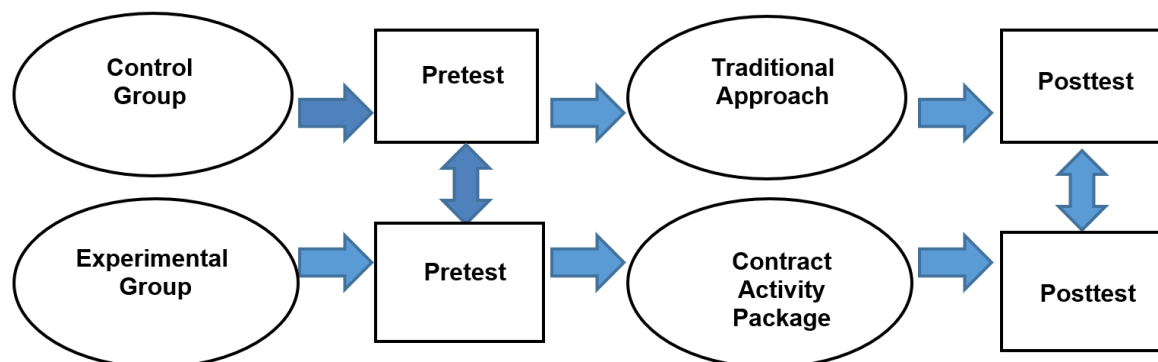 Control
Group
Pretest
Traditional
Approach
Posttest
Experimental
Group
Pretest
Contract
Activity
Package
Posttest